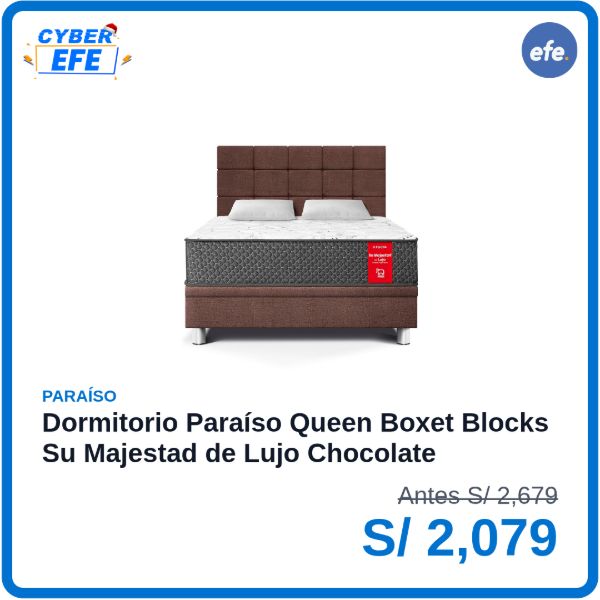 CYBER
EFE
efe.
PARAÍSO
Dormitorio Paraíso Queen Boxet Blocks
Su Majestad de Lujo Chocolate
Antes S/ 2,679
S/ 2,079